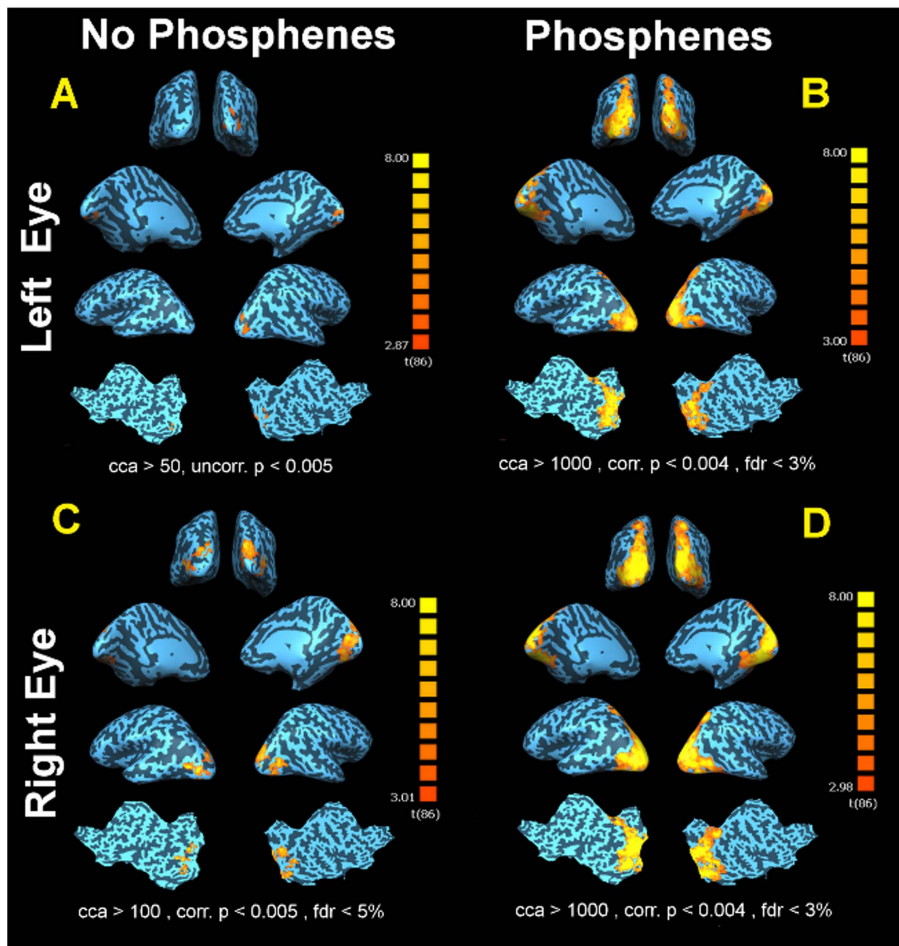 No Phosphenes
Phosphenes
Left Eye
A
8.00
2.87
t(86)
cca > 50, uncorr. p < 0.005
B
8.00
3.00
t(86)
cca > 1000 , corr. p < 0.004 , fdr < 3%
Right Eye
C
8.00
3.01
t(86)
cca > 100 , corr. p < 0.005 , fdr < 5%
D
8.00
2.98
t(86)
cca > 1000 , corr. p < 0.004 , fdr < 3%